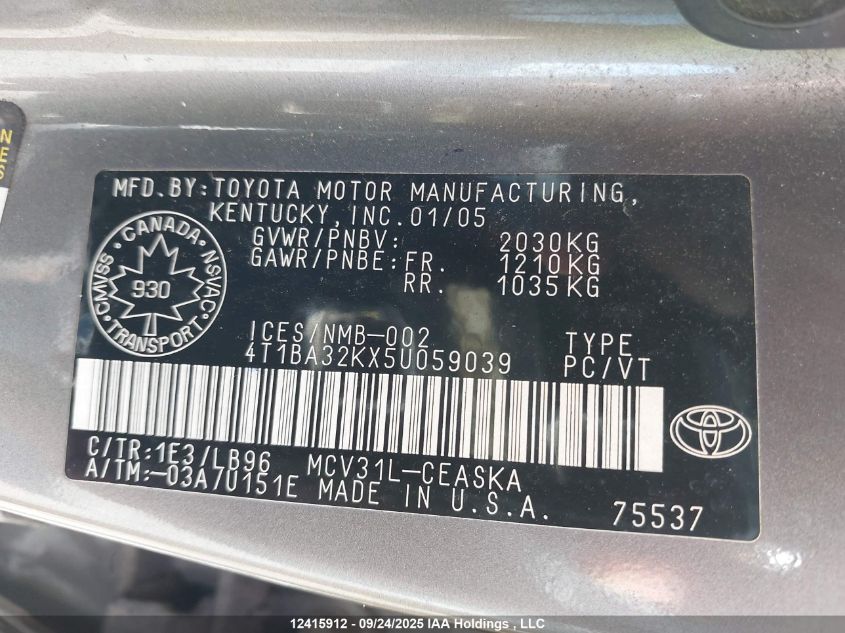 N
E
S
MFD. BY: TOYOTA MOTOR MANUFACTURING,
KENTUCKY, INC. 01/05
GVWR/PNBV: 2030KG
GAWR/PNBE: FR. 1210KG
RR. 1035KG
CANADA
CMVSS 930 NSVAC
TRANSPORT
ICES/NMB-002 TYPE
4T1BA32KX5U059039 PC/VT
C/TR: 1E3/LB96 MCV31L-CEASKA
A/TM: -03A/U151E MADE IN U.S.A. 75537
12415912 - 09/24/2025 IAA Holdings , LLC